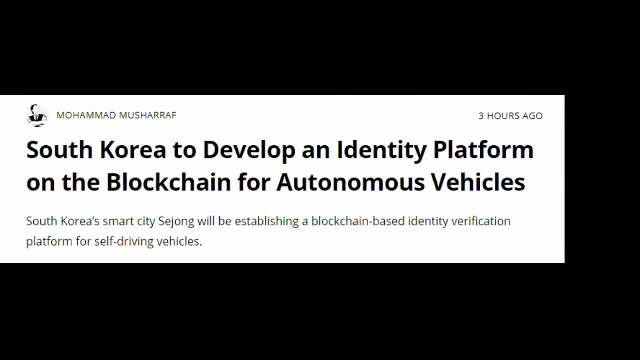 MOHAMMAD MUSHARRAF 3 HOURS AGO
South Korea to Develop an Identity Platform
on the Blockchain for Autonomous Vehicles
South Korea's smart city Sejong will be establishing a blockchain-based identity verification
platform for self-driving vehicles.